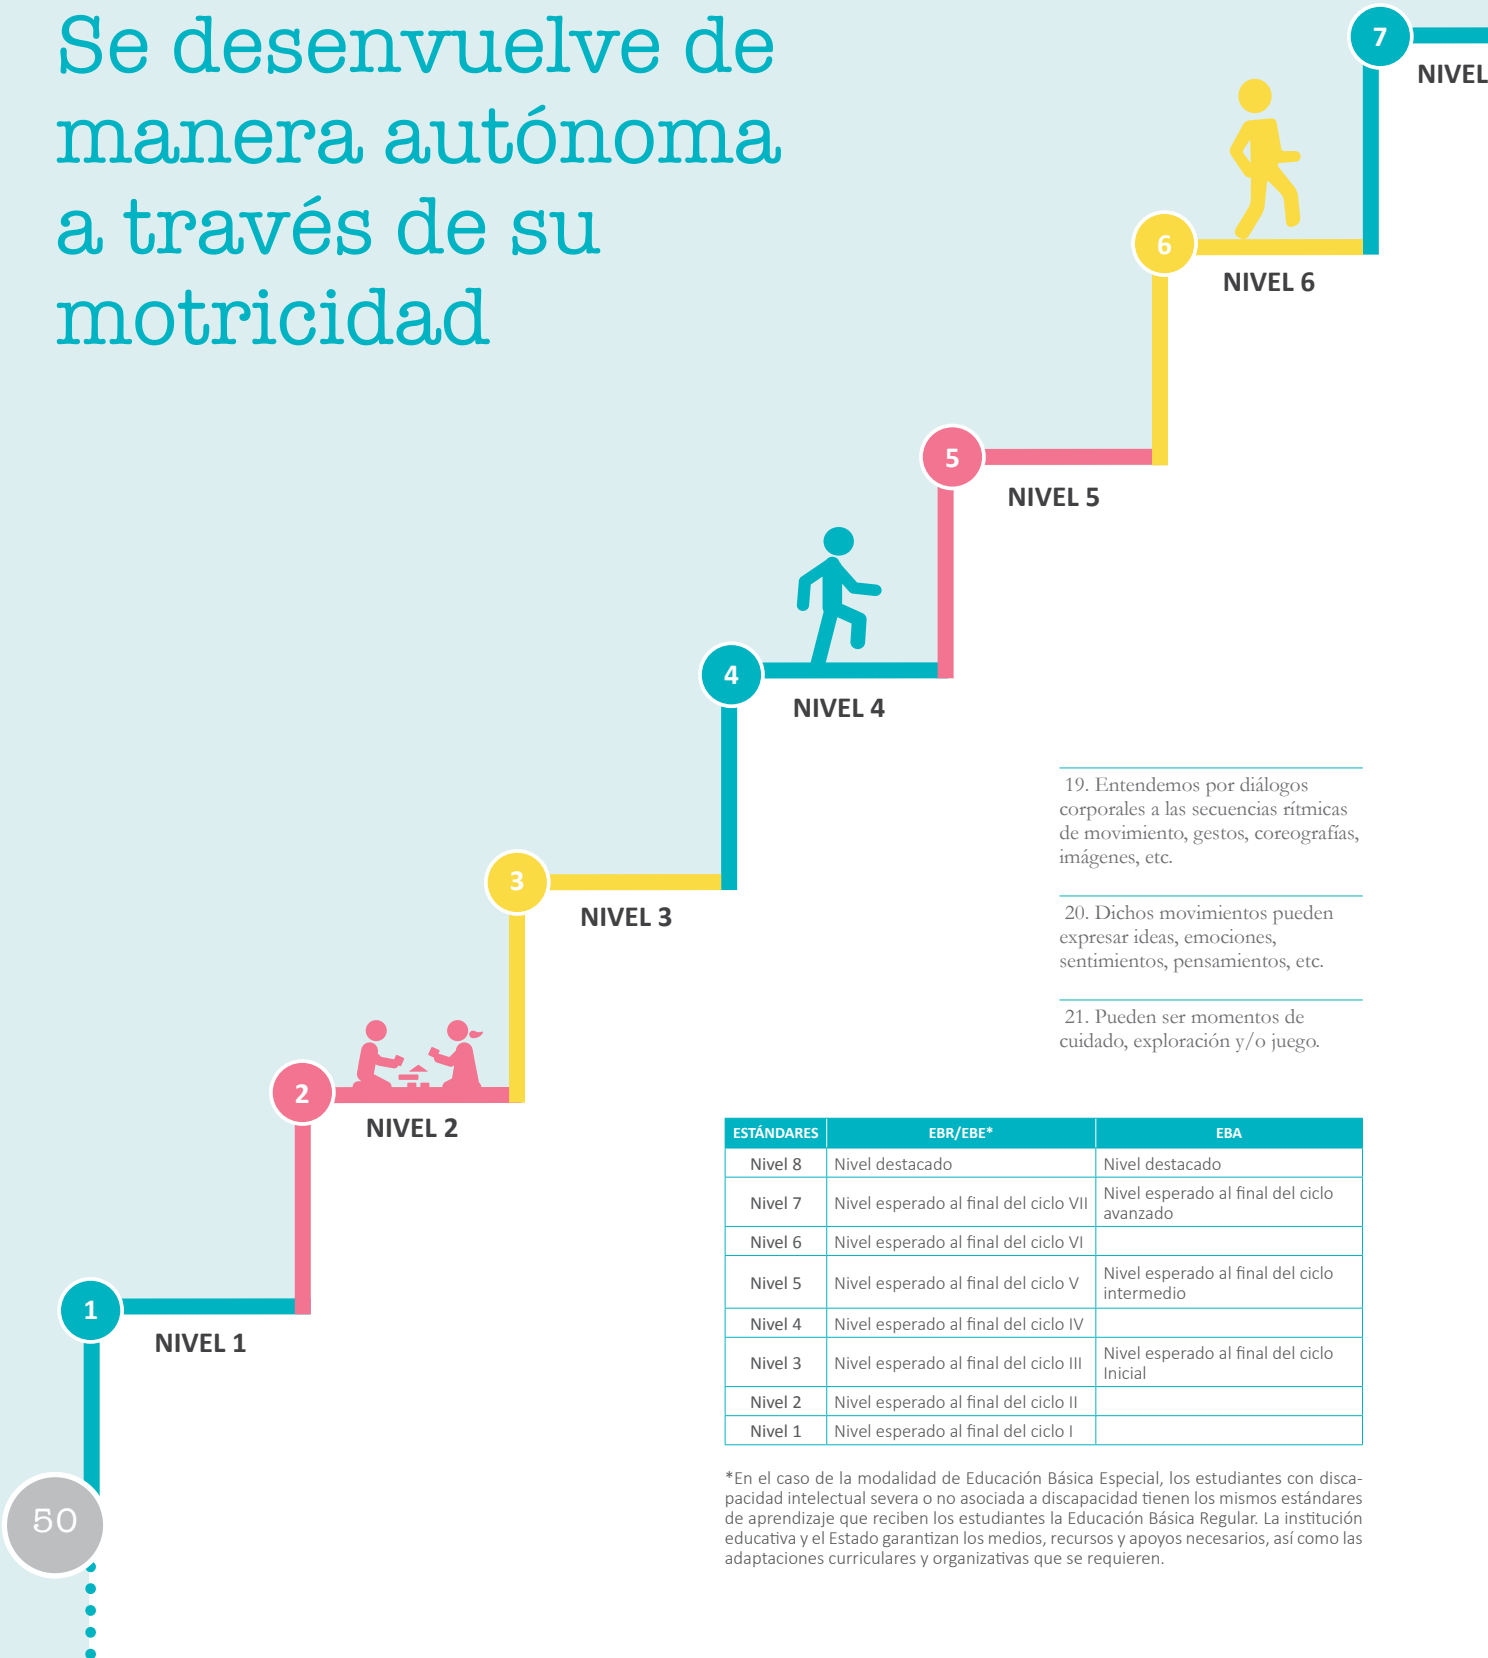 Se desenvuelve de
manera autónoma
a través de su
motricidad
7
NIVEL
6
NIVEL 6
5
NIVEL 5
4
NIVEL 4
3
NIVEL 3
2
NIVEL 2
1
NIVEL 1
19. Entendemos por diálogos
corporales a las secuencias rítmicas
de movimiento, gestos, coreografías,
imágenes, etc.
20. Dichos movimientos pueden
expresar ideas, emociones,
sentimientos, pensamientos, etc.
21. Pueden ser momentos de
cuidado, exploración y/o juego.
ESTÁNDARES EBR/EBE* EBA
Nivel 8 Nivel destacado Nivel destacado
Nivel 7 Nivel esperado al final del ciclo VII Nivel esperado al final del ciclo
avanzado
Nivel 6 Nivel esperado al final del ciclo VI
Nivel 5 Nivel esperado al final del ciclo V Nivel esperado al final del ciclo
intermedio
Nivel 4 Nivel esperado al final del ciclo IV
Nivel 3 Nivel esperado al final del ciclo III Nivel esperado al final del ciclo
Inicial
Nivel 2 Nivel esperado al final del ciclo II
Nivel 1 Nivel esperado al final del ciclo I
*En el caso de la modalidad de Educación Básica Especial, los estudiantes con disca-
pacidad intelectual severa o no asociada a discapacidad tienen los mismos estándares
de aprendizaje que reciben los estudiantes la Educación Básica Regular. La institución
educativa y el Estado garantizan los medios, recursos y apoyos necesarios, así como las
adaptaciones curriculares y organizativas que se requieren.
50